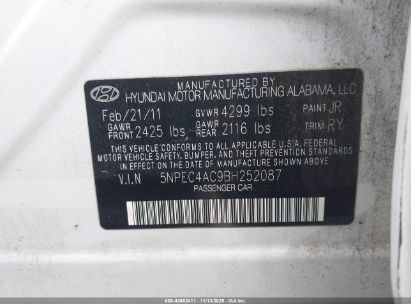 MANUFACTURED BY
HYUNDAI MOTOR MANUFACTURING ALABAMA, LLC
Feb/21/11 GVWR 4299 lbs PAINT JR
GAWR FRONT 2425 lbs GAWR REAR 2116 lbs TRIM RY
THIS VEHICLE CONFORMS TO ALL APPLICABLE U.S. FEDERAL
MOTOR VEHICLE SAFETY, BUMPER, AND THEFT PREVENTION STANDARDS
IN EFFECT ON THE DATE OF MANUFACTURE SHOWN ABOVE.
V.I.N 5NPEC4AC9BH252087
PASSENGER CAR